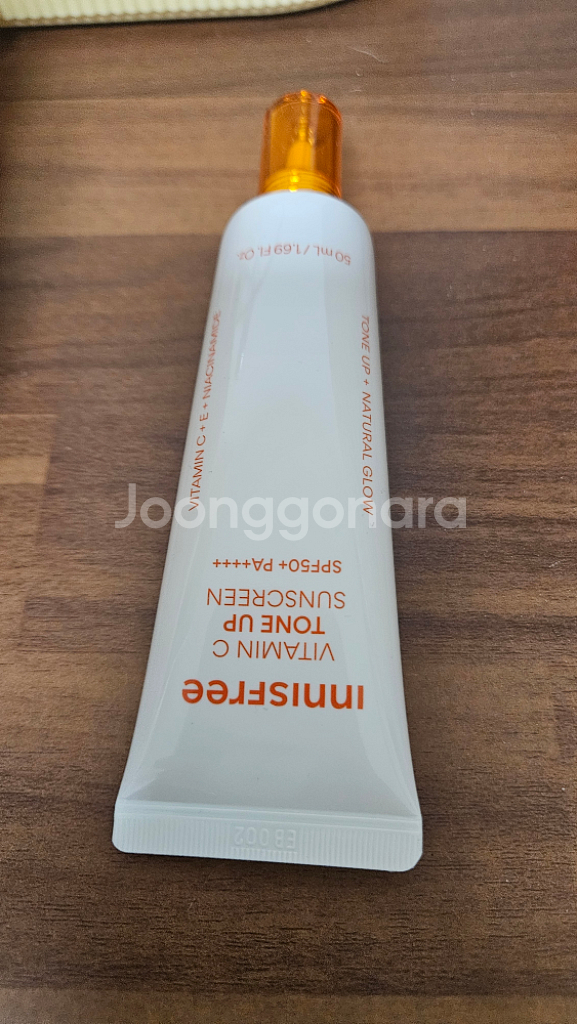 innisfree
VITAMIN C
TONE UP
SUNSCREEN
SPF50+ PA++++
VITAMIN C + E + NIACINAMIDE
TONE UP + NATURAL GLOW
50 mL / 1.69 Fl. Oz.
EB002
Joonggonara